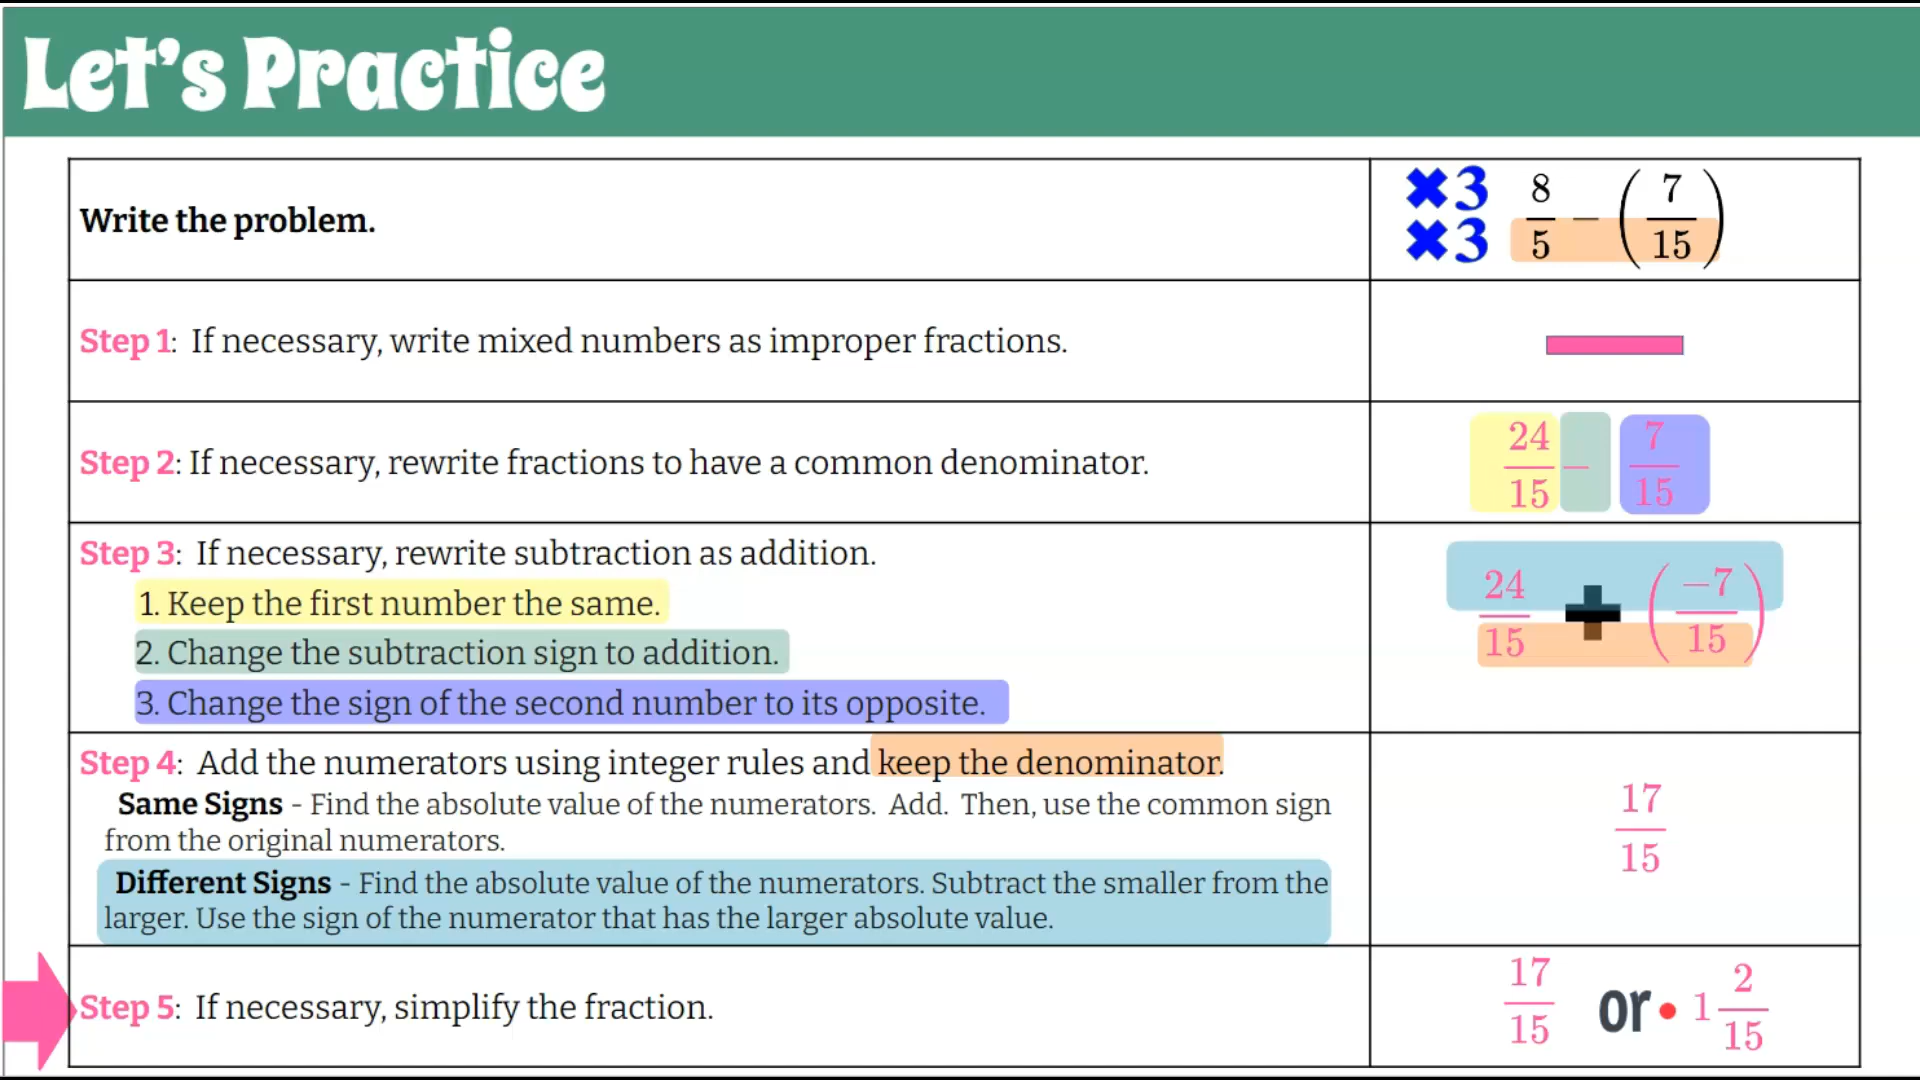 Let's Practice
Write the problem.
✖3 ✖3 8/5 − (7/15)
Step 1: If necessary, write mixed numbers as improper fractions.
Step 2: If necessary, rewrite fractions to have a common denominator.
24/15 − 7/15
Step 3: If necessary, rewrite subtraction as addition.
1. Keep the first number the same.
2. Change the subtraction sign to addition.
3. Change the sign of the second number to its opposite.
24/15 + (−7/15)
Step 4: Add the numerators using integer rules and keep the denominator.
Same Signs - Find the absolute value of the numerators. Add. Then, use the common sign
from the original numerators.
Different Signs - Find the absolute value of the numerators. Subtract the smaller from the
larger. Use the sign of the numerator that has the larger absolute value.
17/15
Step 5: If necessary, simplify the fraction.
17/15 or 1 2/15